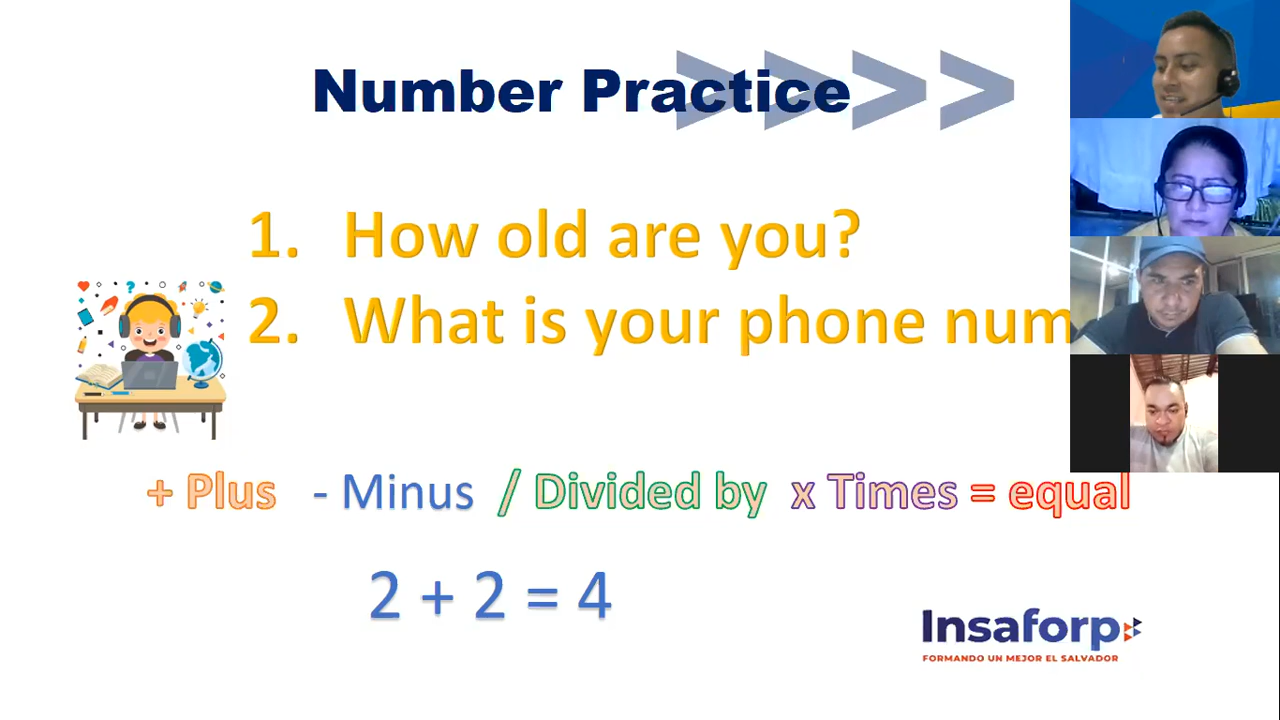 Number Practice
1. How old are you?
2. What is your phone
+ Plus - Minus / Divided by x Times = equal
2 + 2 = 4
Insaforp
FORMANDO UN MEJOR EL SALVADOR